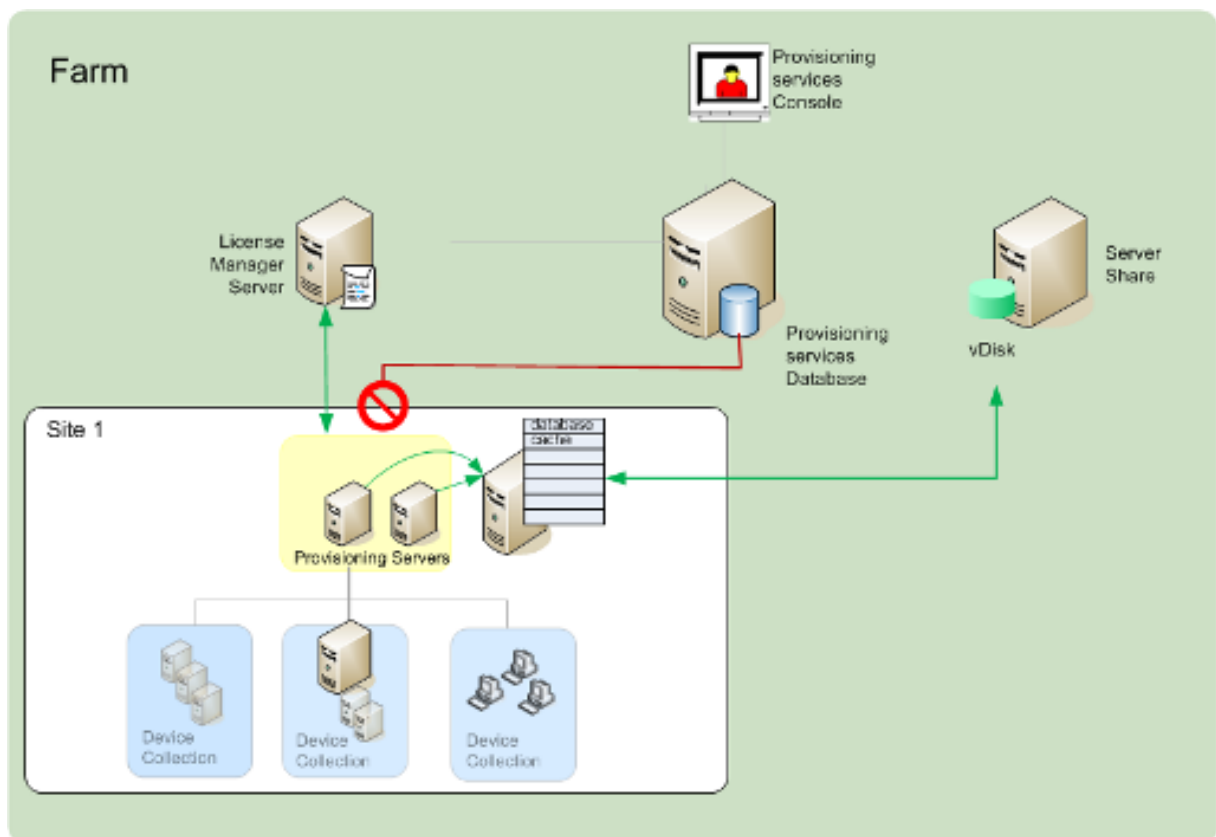 Farm
Provisioning
services
Console
License
Manager
Server
Server
Share
vDisk
Provisioning
services
Database
Site 1
database
cache
Provisioning Servers
Device
Collection
Device
Collection
Device
Collection